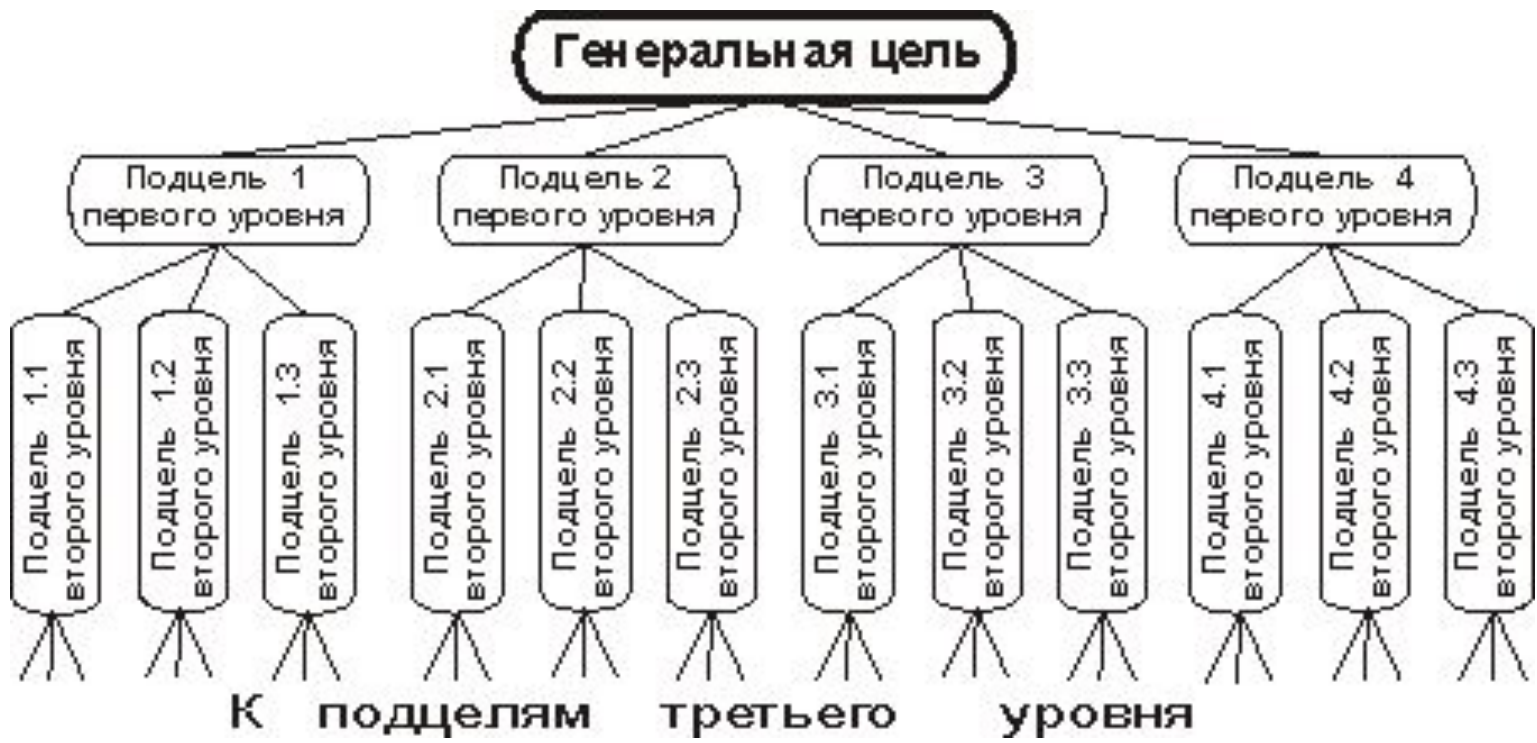 Генеральная цель
Подцель 1
первого уровня
Подцель 2
первого уровня
Подцель 3
первого уровня
Подцель 4
первого уровня
Подцель 1.1
второго уровня
Подцель 1.2
второго уровня
Подцель 1.3
второго уровня
Подцель 2.1
второго уровня
Подцель 2.2
второго уровня
Подцель 2.3
второго уровня
Подцель 3.1
второго уровня
Подцель 3.2
второго уровня
Подцель 3.3
второго уровня
Подцель 4.1
второго уровня
Подцель 4.2
второго уровня
Подцель 4.3
второго уровня
К подцелям третьего уровня